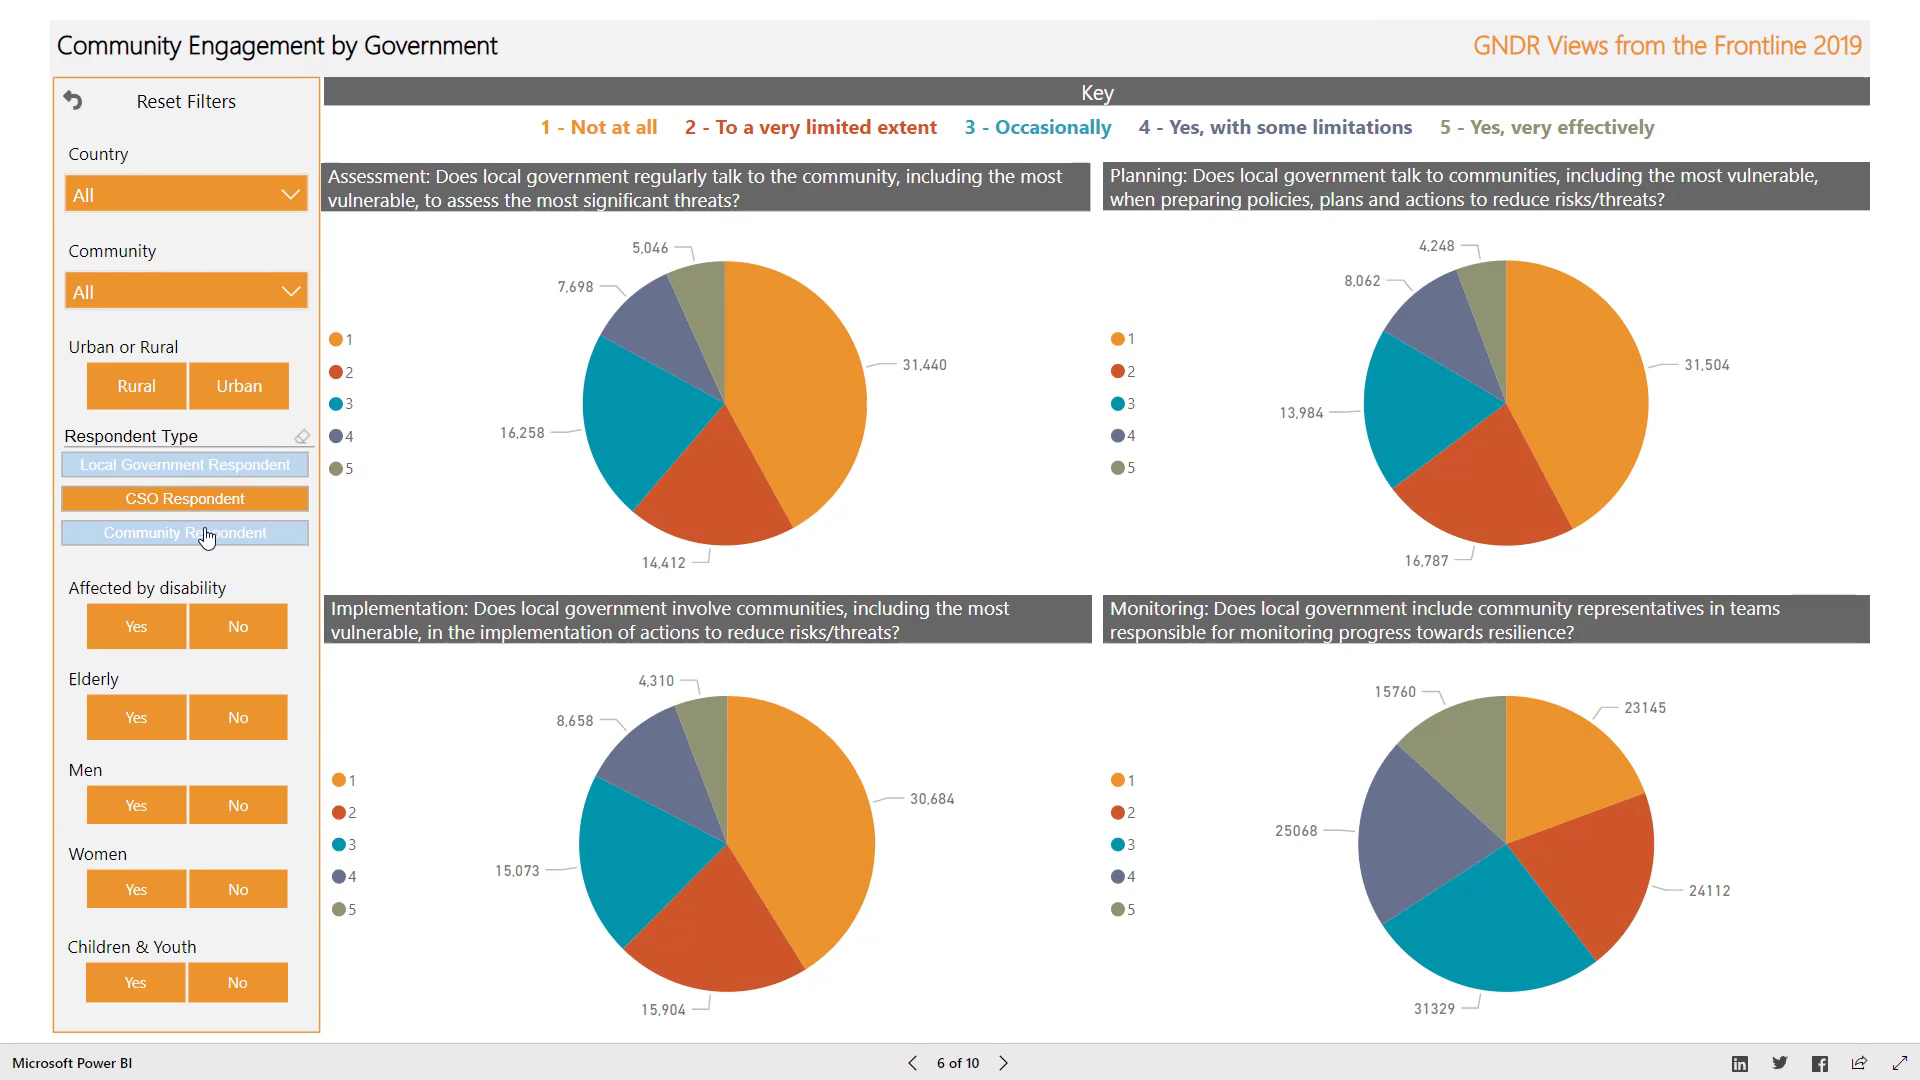 Community Engagement by Government
GNDR Views from the Frontline 2019
Reset Filters
Country
All
Community
All
Urban or Rural
Rural
Urban
Respondent Type
Local Government Respondent
CSO Respondent
Community Respondent
Affected by disability
Yes
No
Elderly
Yes
No
Men
Yes
No
Women
Yes
No
Children & Youth
Yes
No
Key
1 - Not at all 2 - To a very limited extent 3 - Occasionally 4 - Yes, with some limitations 5 - Yes, very effectively
Assessment: Does local government regularly talk to the community, including the most
vulnerable, to assess the most significant threats?
1
2
3
4
5
5,046
7,698
31,440
16,258
14,412
Planning: Does local government talk to communities, including the most vulnerable,
when preparing policies, plans and actions to reduce risks/threats?
1
2
3
4
5
4,248
8,062
31,504
13,984
16,787
Implementation: Does local government involve communities, including the most
vulnerable, in the implementation of actions to reduce risks/threats?
1
2
3
4
5
4,310
8,658
30,684
15,073
15,904
Monitoring: Does local government include community representatives in teams
responsible for monitoring progress towards resilience?
1
2
3
4
5
15760
23145
25068
24112
31329
Microsoft Power BI
6 of 10